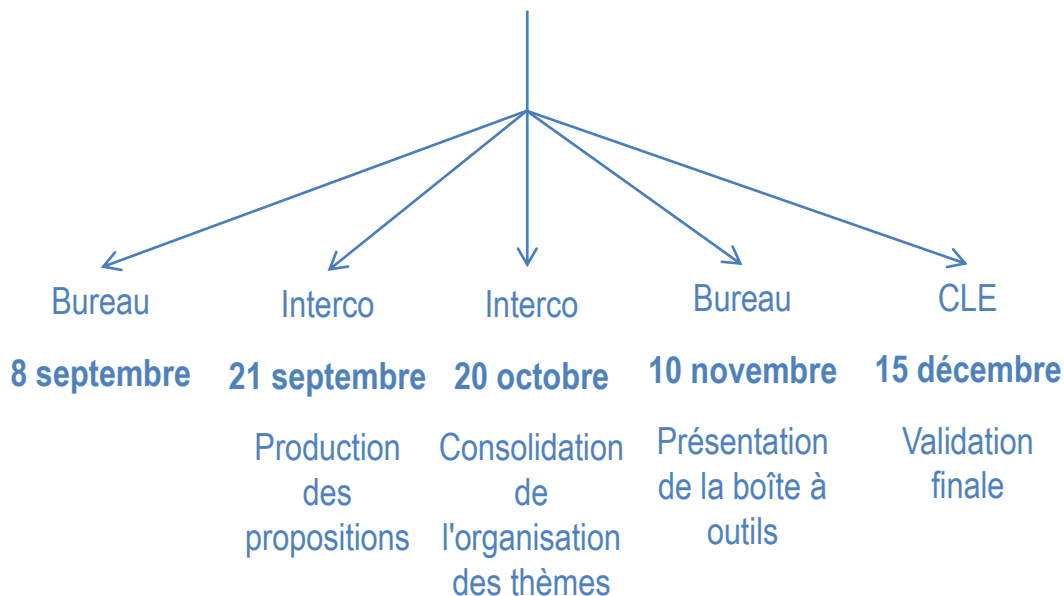 Bureau
8 septembre
Interco
21 septembre
Production
des
propositions
Interco
20 octobre
Consolidation
de
l'organisation
des thèmes
Bureau
10 novembre
Présentation
de la boîte à
outils
CLE
15 décembre
Validation
finale